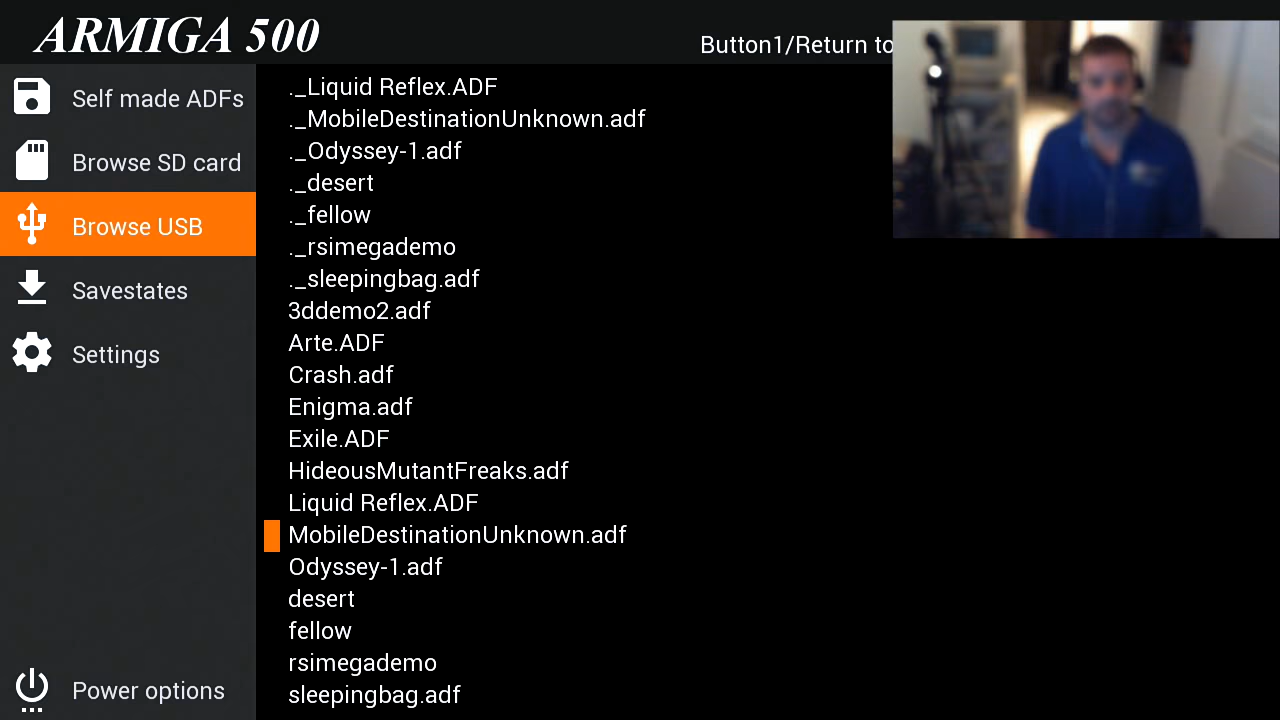 ARMIGA 500
Button1/Return to
Self made ADFs
Browse SD card
Browse USB
Savestates
Settings
Power options
._Liquid Reflex.ADF
._MobileDestinationUnknown.adf
._Odyssey-1.adf
._desert
._fellow
._rsimegademo
._sleepingbag.adf
3ddemo2.adf
Arte.ADF
Crash.adf
Enigma.adf
Exile.ADF
HideousMutantFreaks.adf
Liquid Reflex.ADF
MobileDestinationUnknown.adf
Odyssey-1.adf
desert
fellow
rsimegademo
sleepingbag.adf